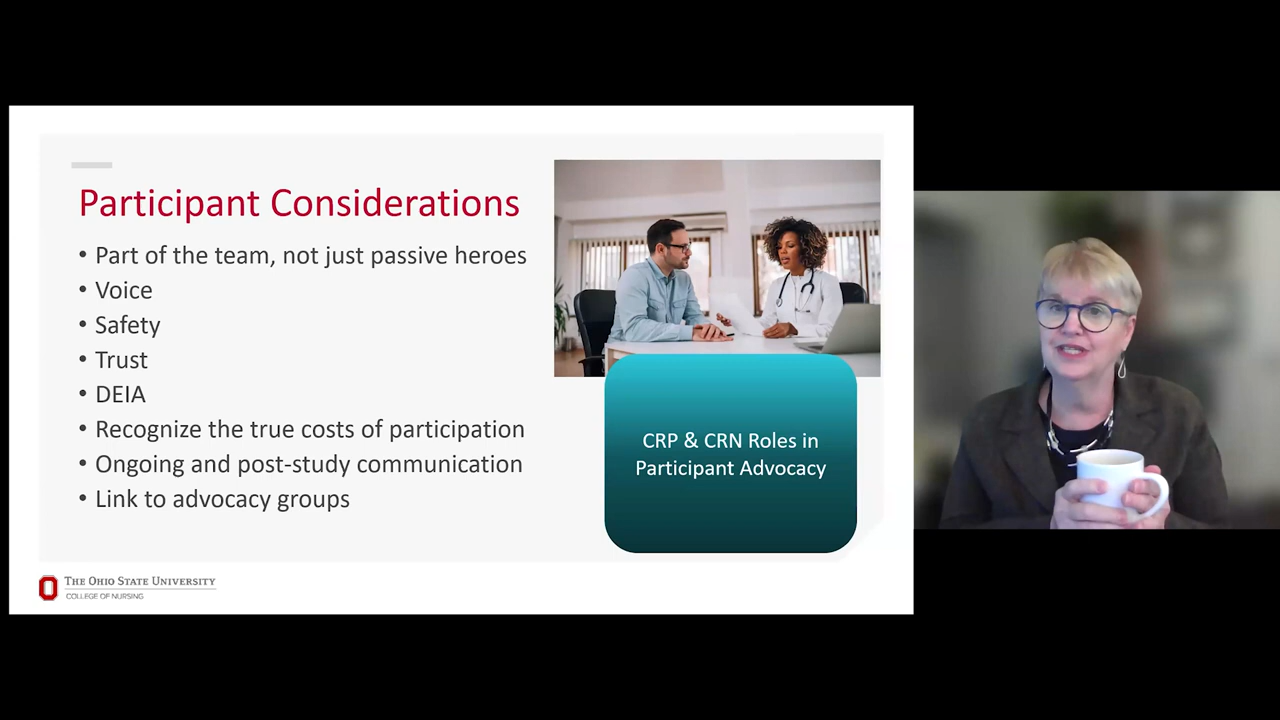 Participant Considerations
• Part of the team, not just passive heroes
• Voice
• Safety
• Trust
• DEIA
• Recognize the true costs of participation
• Ongoing and post-study communication
• Link to advocacy groups
CRP & CRN Roles in
Participant Advocacy
THE OHIO STATE UNIVERSITY
COLLEGE OF NURSING